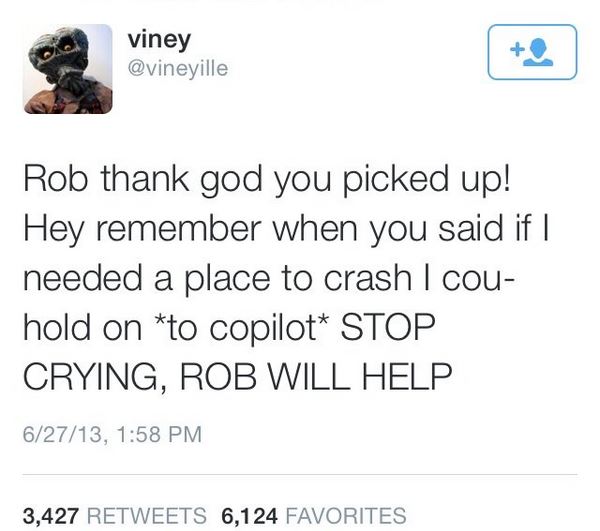 viney
@vineyille
Rob thank god you picked up!
Hey remember when you said if I
needed a place to crash I cou-
hold on *to copilot* STOP
CRYING, ROB WILL HELP
6/27/13, 1:58 PM
3,427 RETWEETS 6,124 FAVORITES